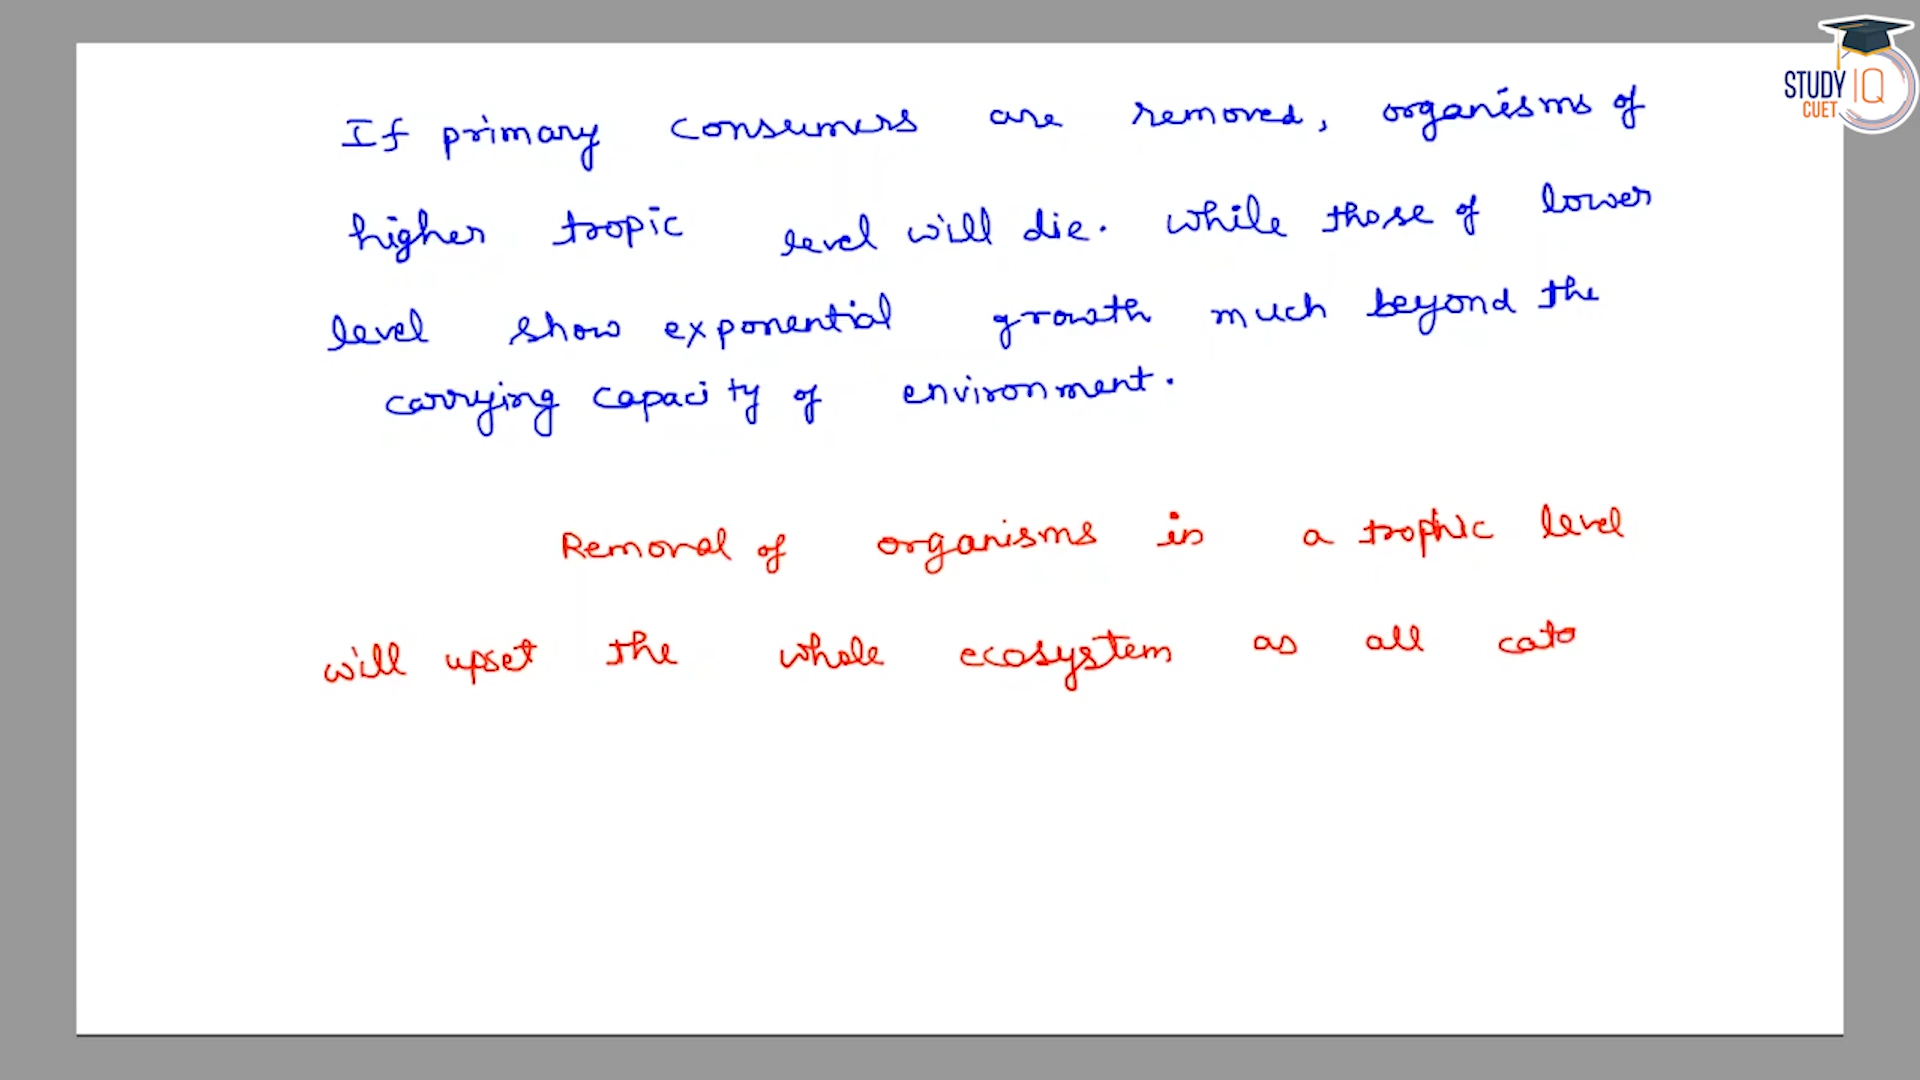 STUDY IQ
CUET
If primary consumers are removed, organisms of
higher tropic level will die. while those of lower
level show exponential growth much beyond the
carrying capacity of environment.
Removal of organisms in a trophic level
will upset the whole ecosystem as all cate